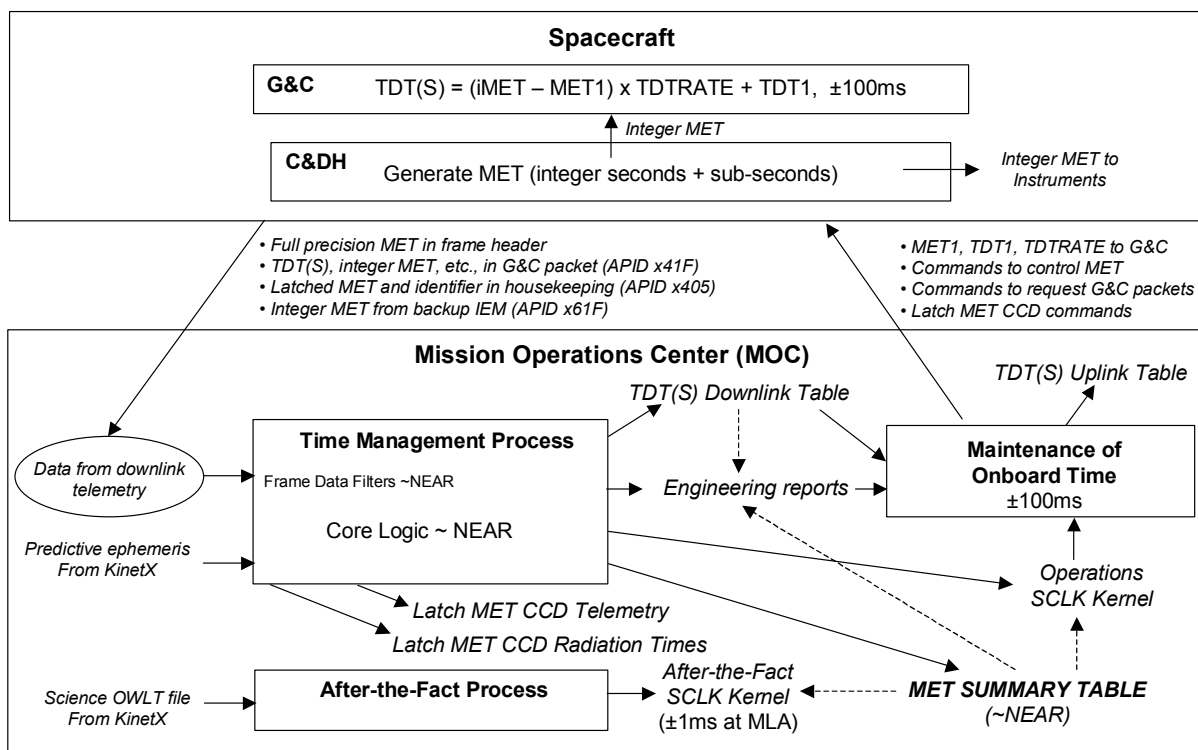 Spacecraft
G&C
TDT(S) = (iMET – MET1) x TDTRATE + TDT1, ±100ms
Integer MET
C&DH
Generate MET (integer seconds + sub-seconds)
Integer MET to
Instruments
• Full precision MET in frame header
• TDT(S), integer MET, etc., in G&C packet (APID x41F)
• Latched MET and identifier in housekeeping (APID x405)
• Integer MET from backup IEM (APID x61F)
• MET1, TDT1, TDTRATE to G&C
• Commands to control MET
• Commands to request G&C packets
• Latch MET CCD commands
Mission Operations Center (MOC)
TDT(S) Uplink Table
TDT(S) Downlink Table
Time Management Process
Frame Data Filters ~NEAR
Core Logic ~ NEAR
Data from downlink
telemetry
Engineering reports
Maintenance of
Onboard Time
±100ms
Predictive ephemeris
From KinetX
Operations
SCLK Kernel
Latch MET CCD Telemetry
Latch MET CCD Radiation Times
Science OWLT file
From KinetX
After-the-Fact Process
After-the-Fact
SCLK Kernel
(±1ms at MLA)
MET SUMMARY TABLE
(~NEAR)